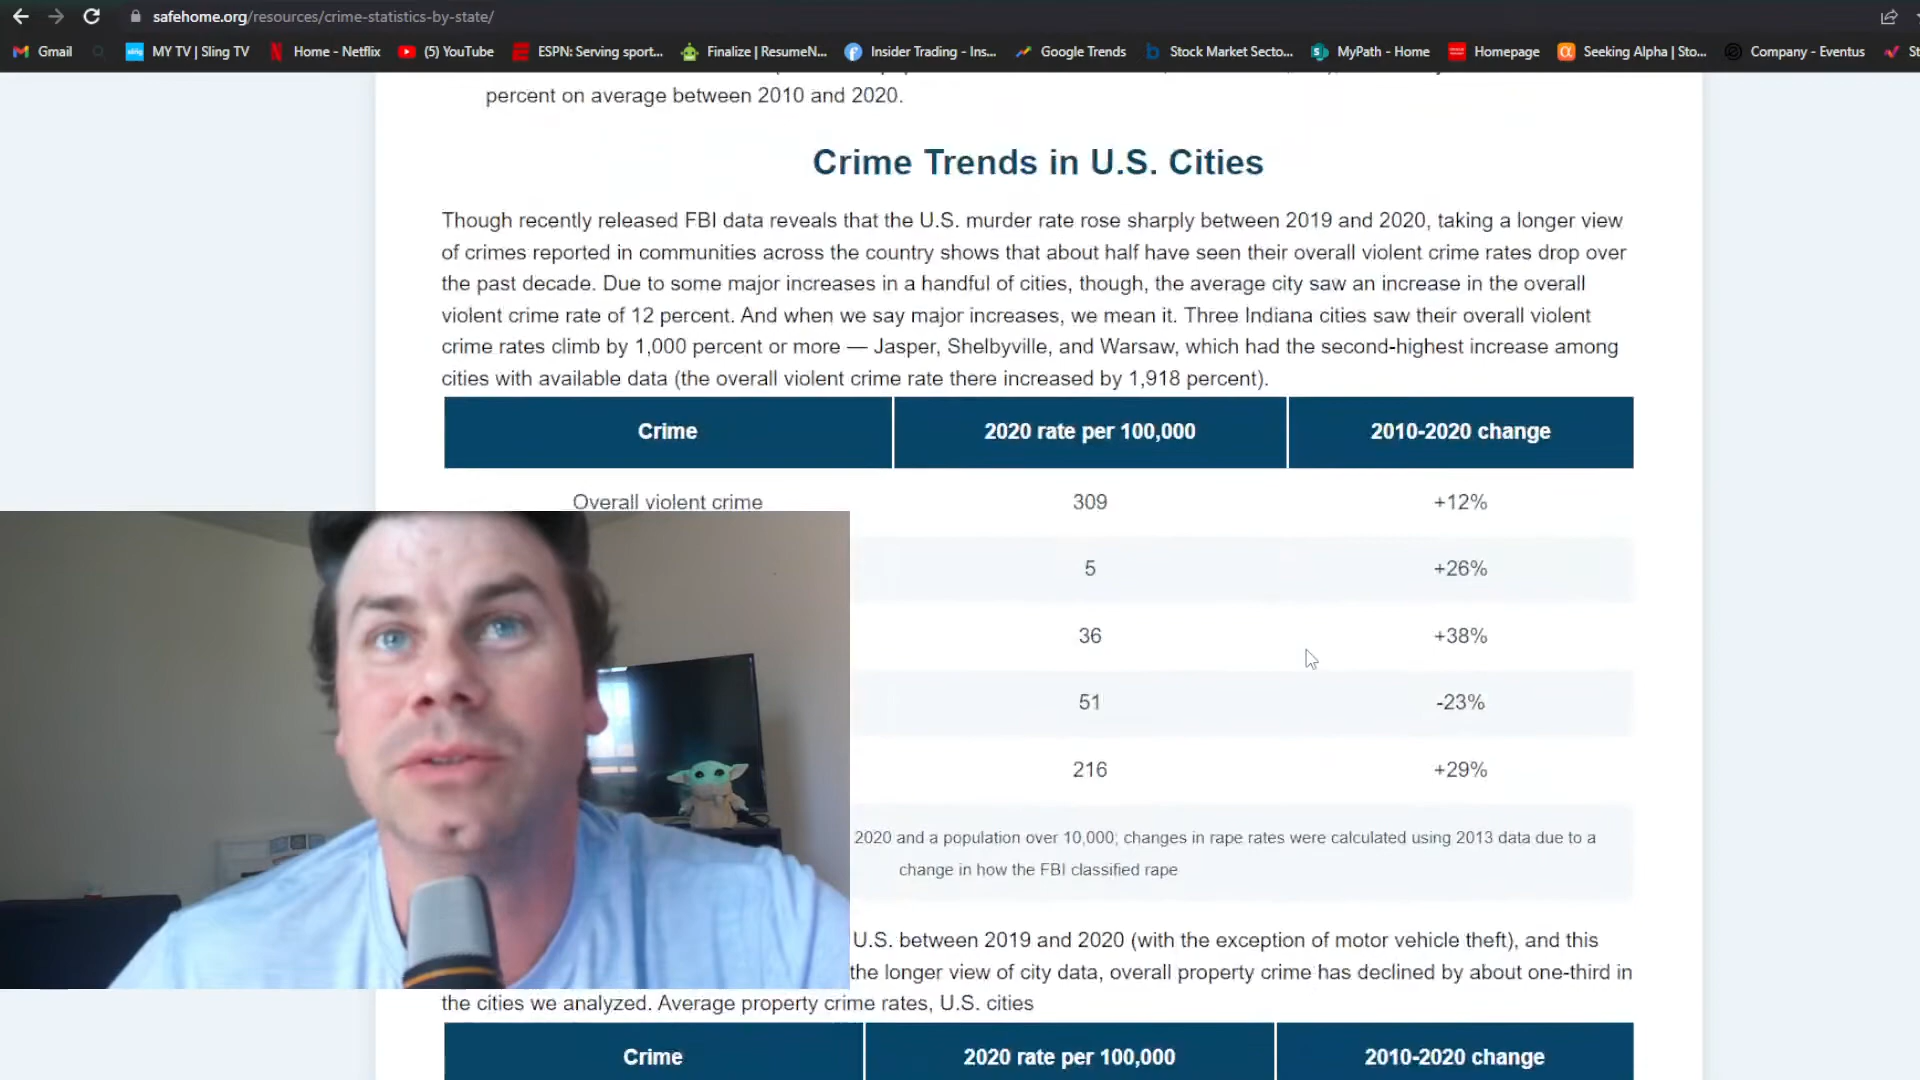 safehome.org/resources/crime-statistics-by-state/
Gmail MY TV | Sling TV Home - Netflix (5) YouTube ESPN: Serving sport... Finalize | ResumeN... Insider Trading - Ins... Google Trends Stock Market Secto... MyPath - Home Homepage Seeking Alpha | Sto... Company - Eventus St
percent on average between 2010 and 2020.
Crime Trends in U.S. Cities
Though recently released FBI data reveals that the U.S. murder rate rose sharply between 2019 and 2020, taking a longer view
of crimes reported in communities across the country shows that about half have seen their overall violent crime rates drop over
the past decade. Due to some major increases in a handful of cities, though, the average city saw an increase in the overall
violent crime rate of 12 percent. And when we say major increases, we mean it. Three Indiana cities saw their overall violent
crime rates climb by 1,000 percent or more — Jasper, Shelbyville, and Warsaw, which had the second-highest increase among
cities with available data (the overall violent crime rate there increased by 1,918 percent).
Crime 2020 rate per 100,000 2010-2020 change
Overall violent crime 309 +12%
5 +26%
36 +38%
51 -23%
216 +29%
2020 and a population over 10,000; changes in rape rates were calculated using 2013 data due to a
change in how the FBI classified rape
U.S. between 2019 and 2020 (with the exception of motor vehicle theft), and this
the longer view of city data, overall property crime has declined by about one-third in
the cities we analyzed. Average property crime rates, U.S. cities
Crime 2020 rate per 100,000 2010-2020 change